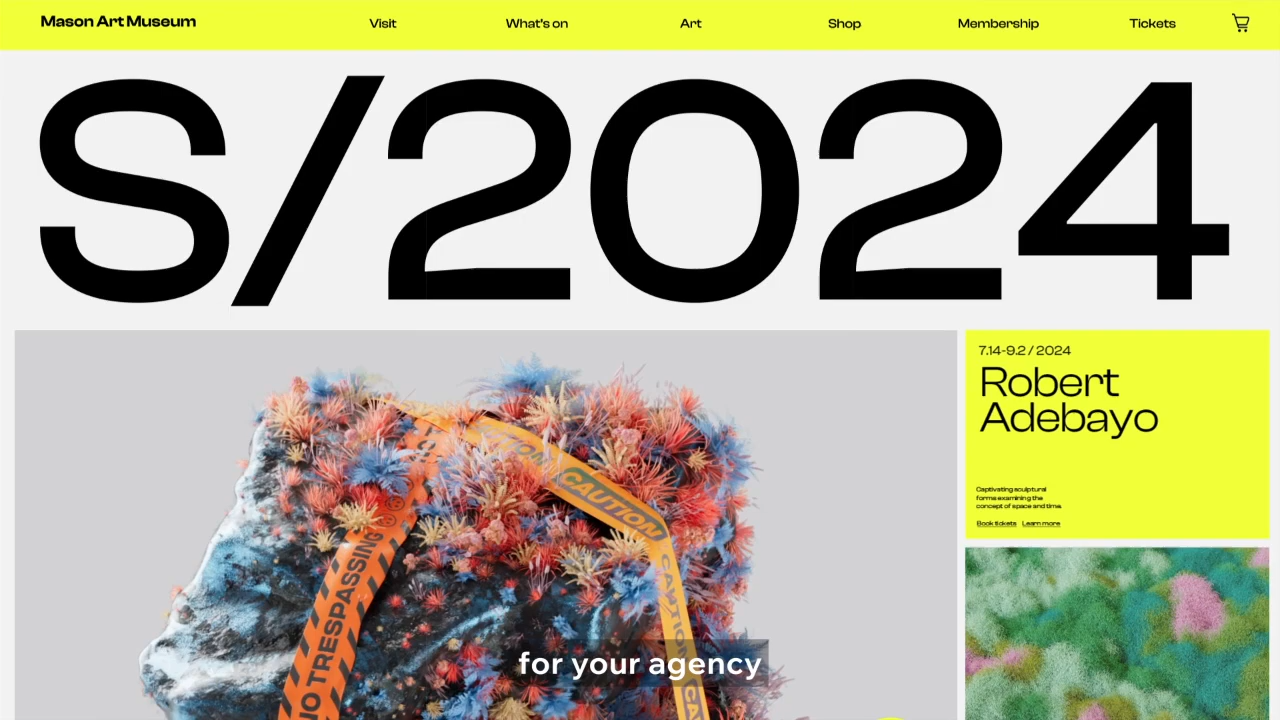 Mason Art Museum
Visit
What's on
Art
Shop
Membership
Tickets
S/2024
7.14-9.2 / 2024
Robert
Adebayo
Captivating sculptural
forms examining the
concept of space and time.
Book tickets Learn more
CAUTION
CAUTION
NO TRESPASSING
for your agency